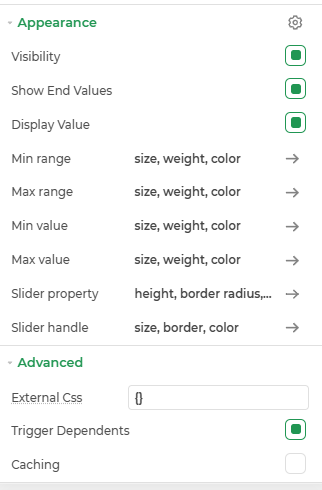 Appearance
Visibility
Show End Values
Display Value
Min range size, weight, color
Max range size, weight, color
Min value size, weight, color
Max value size, weight, color
Slider property height, border radius,...
Slider handle size, border, color
Advanced
External Css {}
Trigger Dependents
Caching